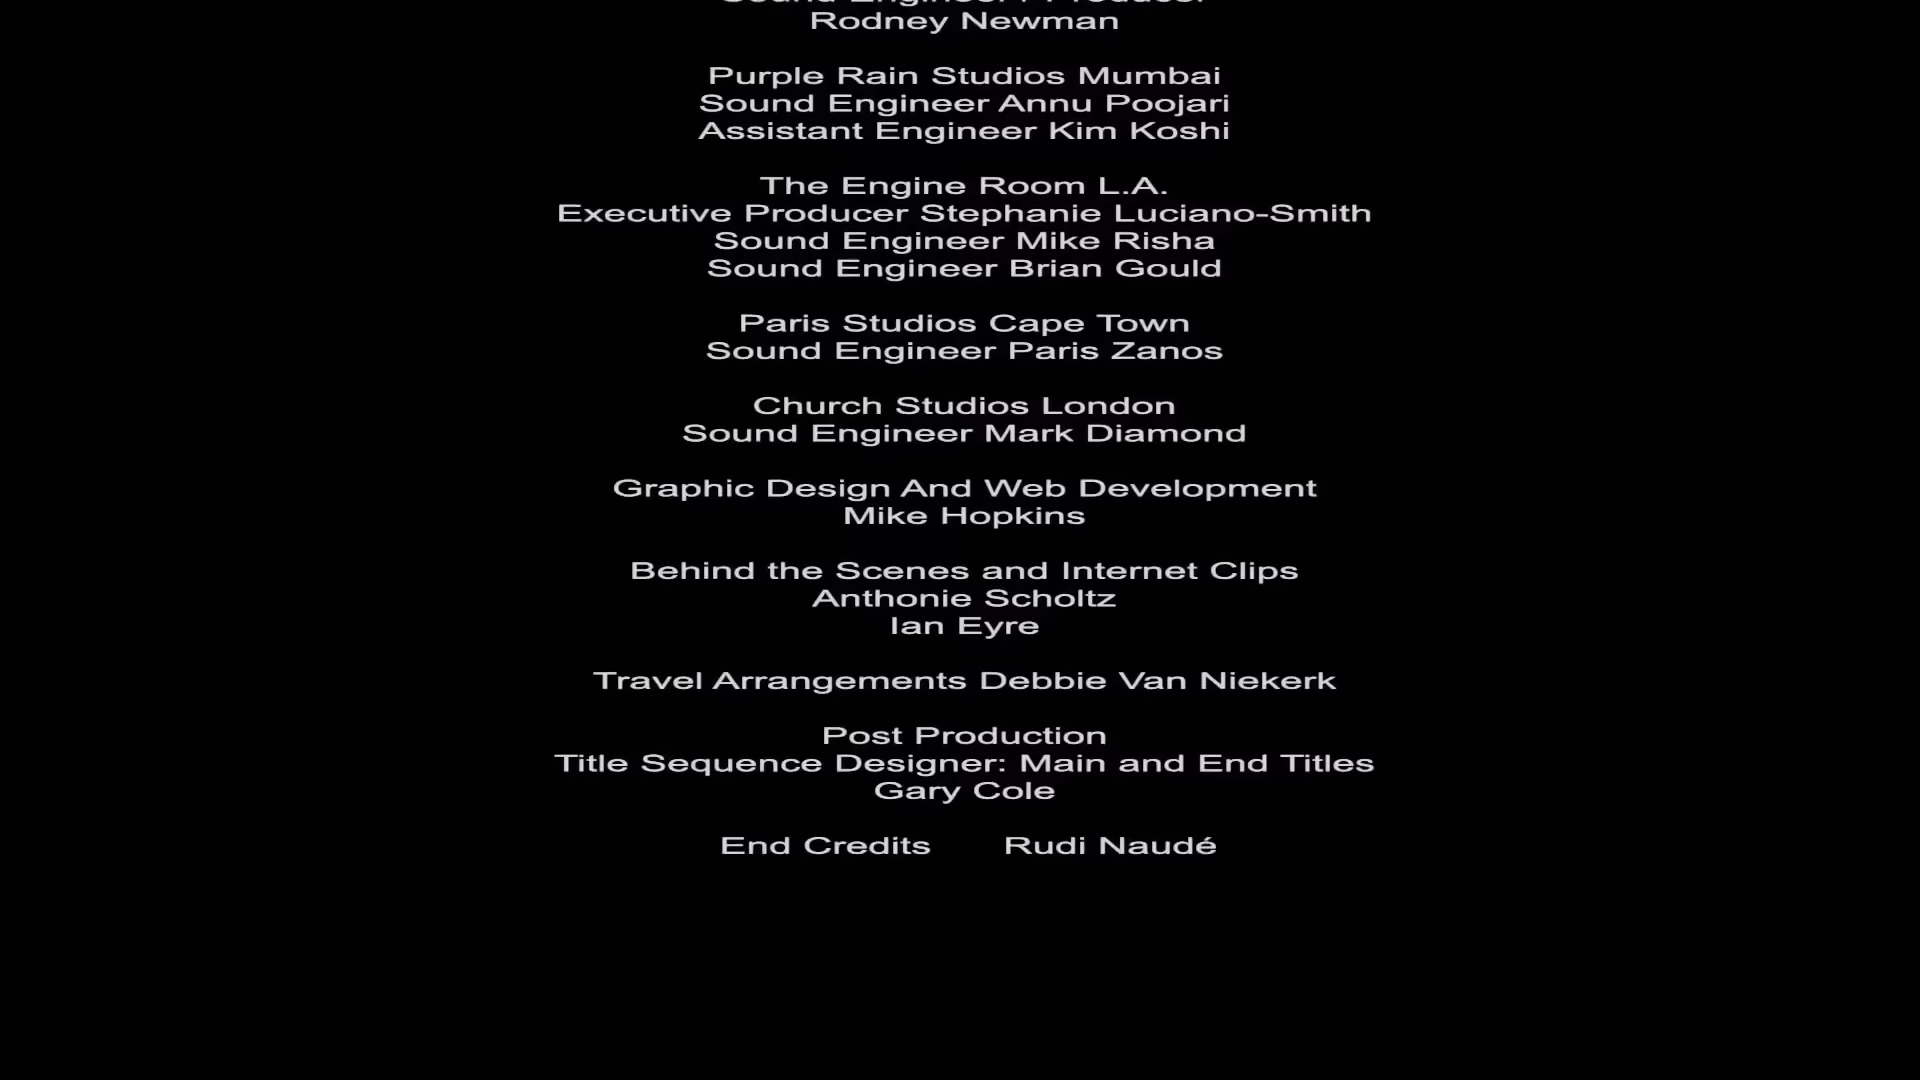 Sound Engineer / Producer
Rodney Newman
Purple Rain Studios Mumbai
Sound Engineer Annu Poojari
Assistant Engineer Kim Koshi
The Engine Room L.A.
Executive Producer Stephanie Luciano-Smith
Sound Engineer Mike Risha
Sound Engineer Brian Gould
Paris Studios Cape Town
Sound Engineer Paris Zanos
Church Studios London
Sound Engineer Mark Diamond
Graphic Design And Web Development
Mike Hopkins
Behind the Scenes and Internet Clips
Anthonie Scholtz
Ian Eyre
Travel Arrangements Debbie Van Niekerk
Post Production
Title Sequence Designer: Main and End Titles
Gary Cole
End Credits Rudi Naudé